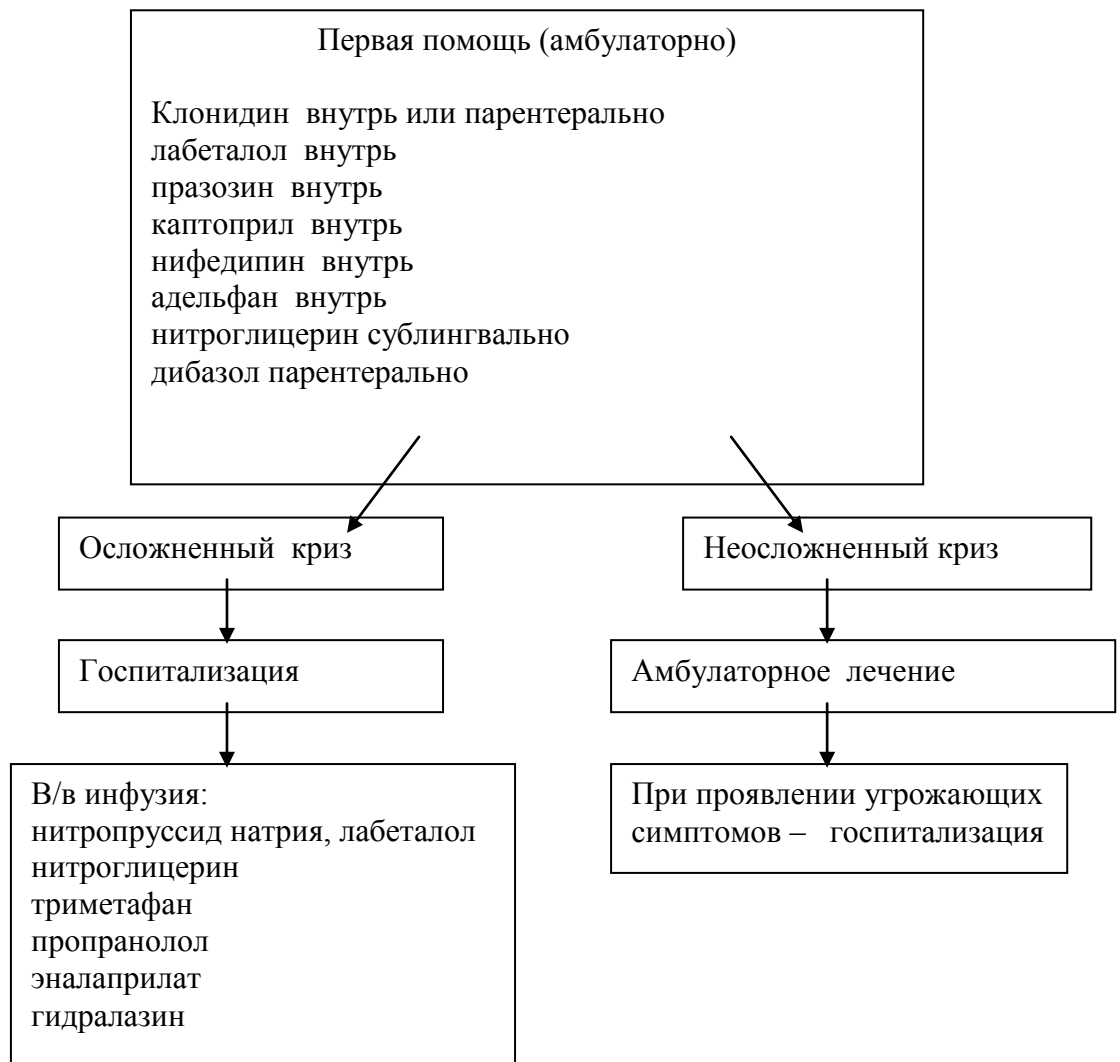 Первая помощь (амбулаторно)
Клонидин внутрь или парентерально
лабеталол внутрь
празозин внутрь
каптоприл внутрь
нифедипин внутрь
адельфан внутрь
нитроглицерин сублингвально
дибазол парентерально
Осложненный криз
Неосложненный криз
Госпитализация
Амбулаторное лечение
В/в инфузия:
нитропруссид натрия, лабеталол
нитроглицерин
триметафан
пропранолол
эналаприлат
гидралазин
При проявлении угрожающих
симптомов – госпитализация